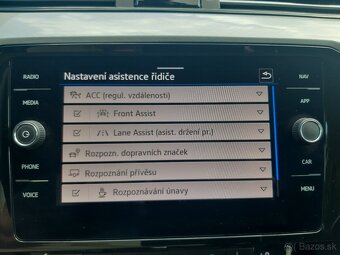 Nastavení asistence řidiče
RADIO
NAV
ACC (regul. vzdálenosti)
MEDIA
APP
Front Assist
Lane Assist (asist. držení pr.)
Rozpozn. dopravních značek
PHONE
CAR
Rozpoznání přívěsu
VOICE
MENU
Rozpoznávání únavy
bazos.sk